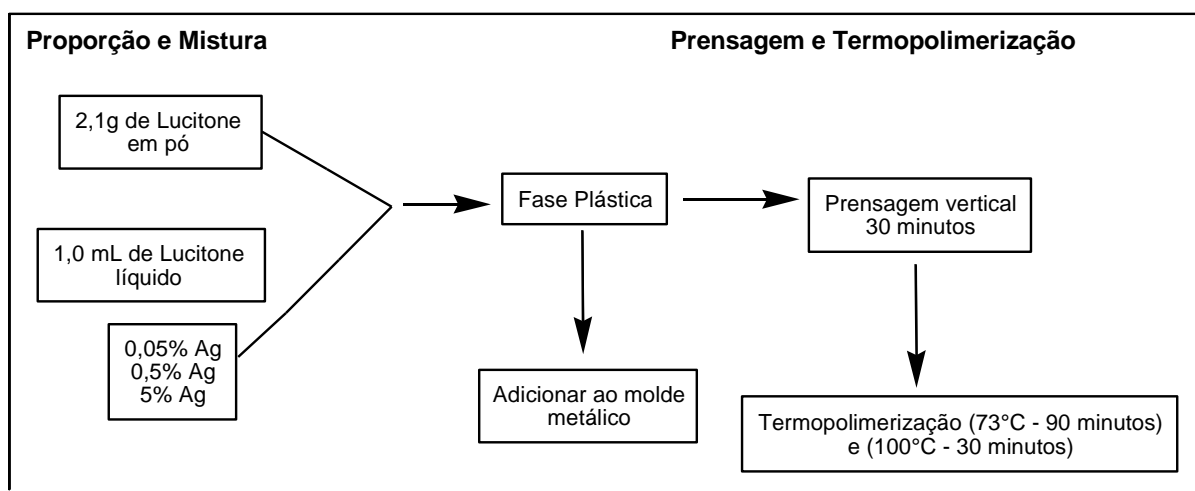 Proporção e Mistura
Prensagem e Termopolimerização
2,1g de Lucitone
em pó
1,0 mL de Lucitone
líquido
0,05% Ag
0,5% Ag
5% Ag
Fase Plástica
Adicionar ao molde
metálico
Prensagem vertical
30 minutos
Termopolimerização (73°C - 90 minutos)
e (100°C - 30 minutos)